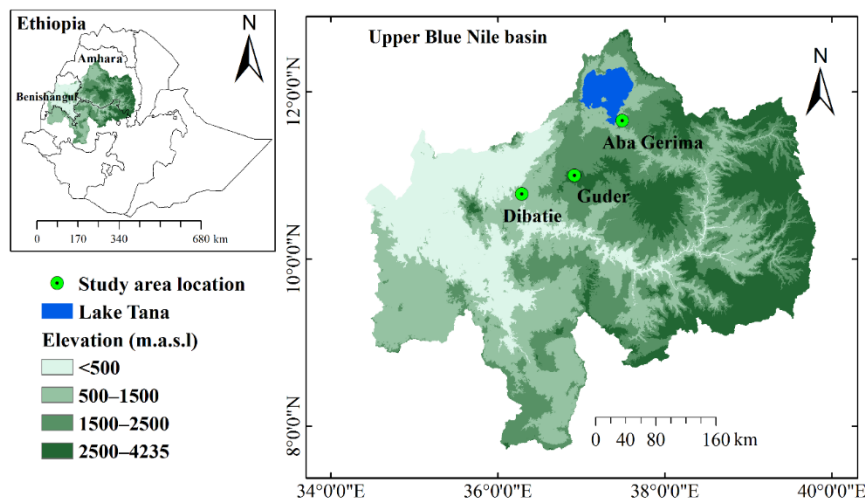 Ethiopia
N
Amhara
Benishangul
0 170 340 680 km
Study area location
Lake Tana
Elevation (m.a.s.l)
<500
500–1500
1500–2500
2500–4235
Upper Blue Nile basin
N
Aba Gerima
Guder
Dibatie
0 40 80 160 km
12°0'0"N
10°0'0"N
8°0'0"N
34°0'0"E 36°0'0"E 38°0'0"E 40°0'0"E